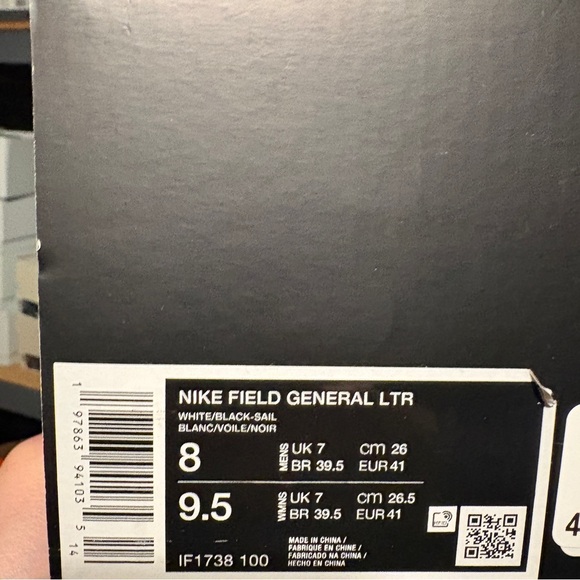 NIKE FIELD GENERAL LTR
WHITE/BLACK-SAIL
BLANC/VOILE/NOIR
8 MENS UK 7 cm 26
BR 39.5 EUR 41
9.5 WMNS UK 7 cm 26.5
BR 39.5 EUR 41
MADE IN CHINA /
FABRIQUE EN CHINE /
FABRICADO NA CHINA /
HECHO EN CHINA
IF1738 100
1 97863 94103 5 14
4